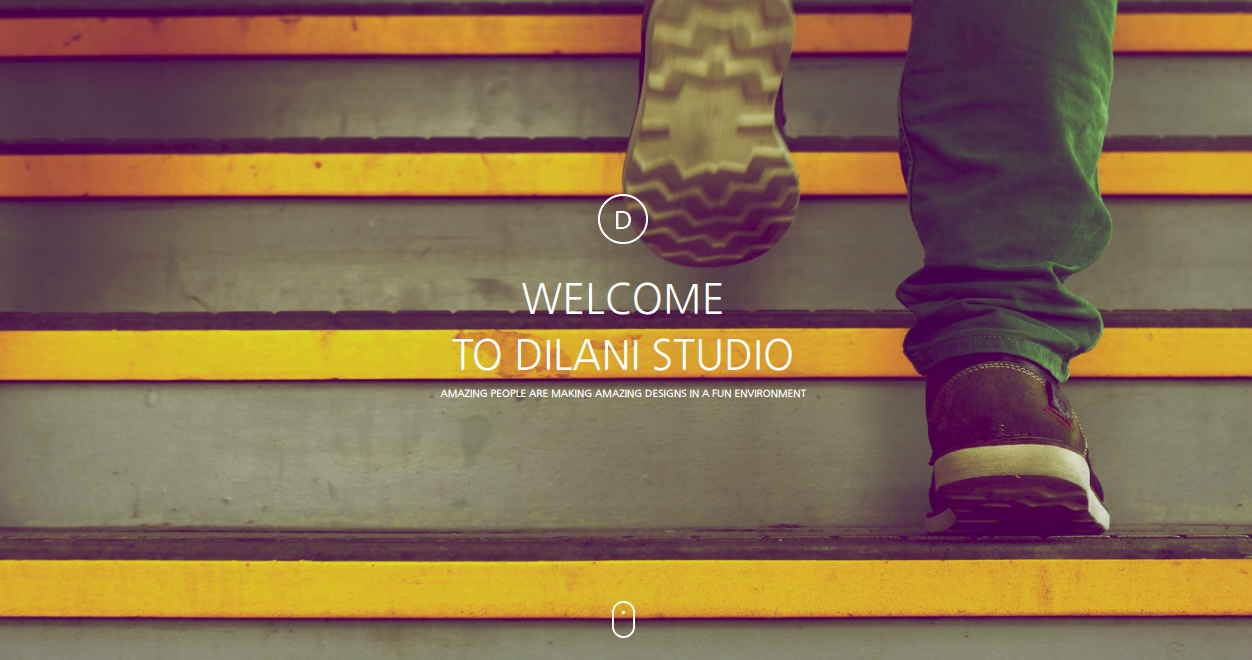 D
WELCOME
TO DILANI STUDIO
AMAZING PEOPLE ARE MAKING AMAZING DESIGNS IN A FUN ENVIRONMENT